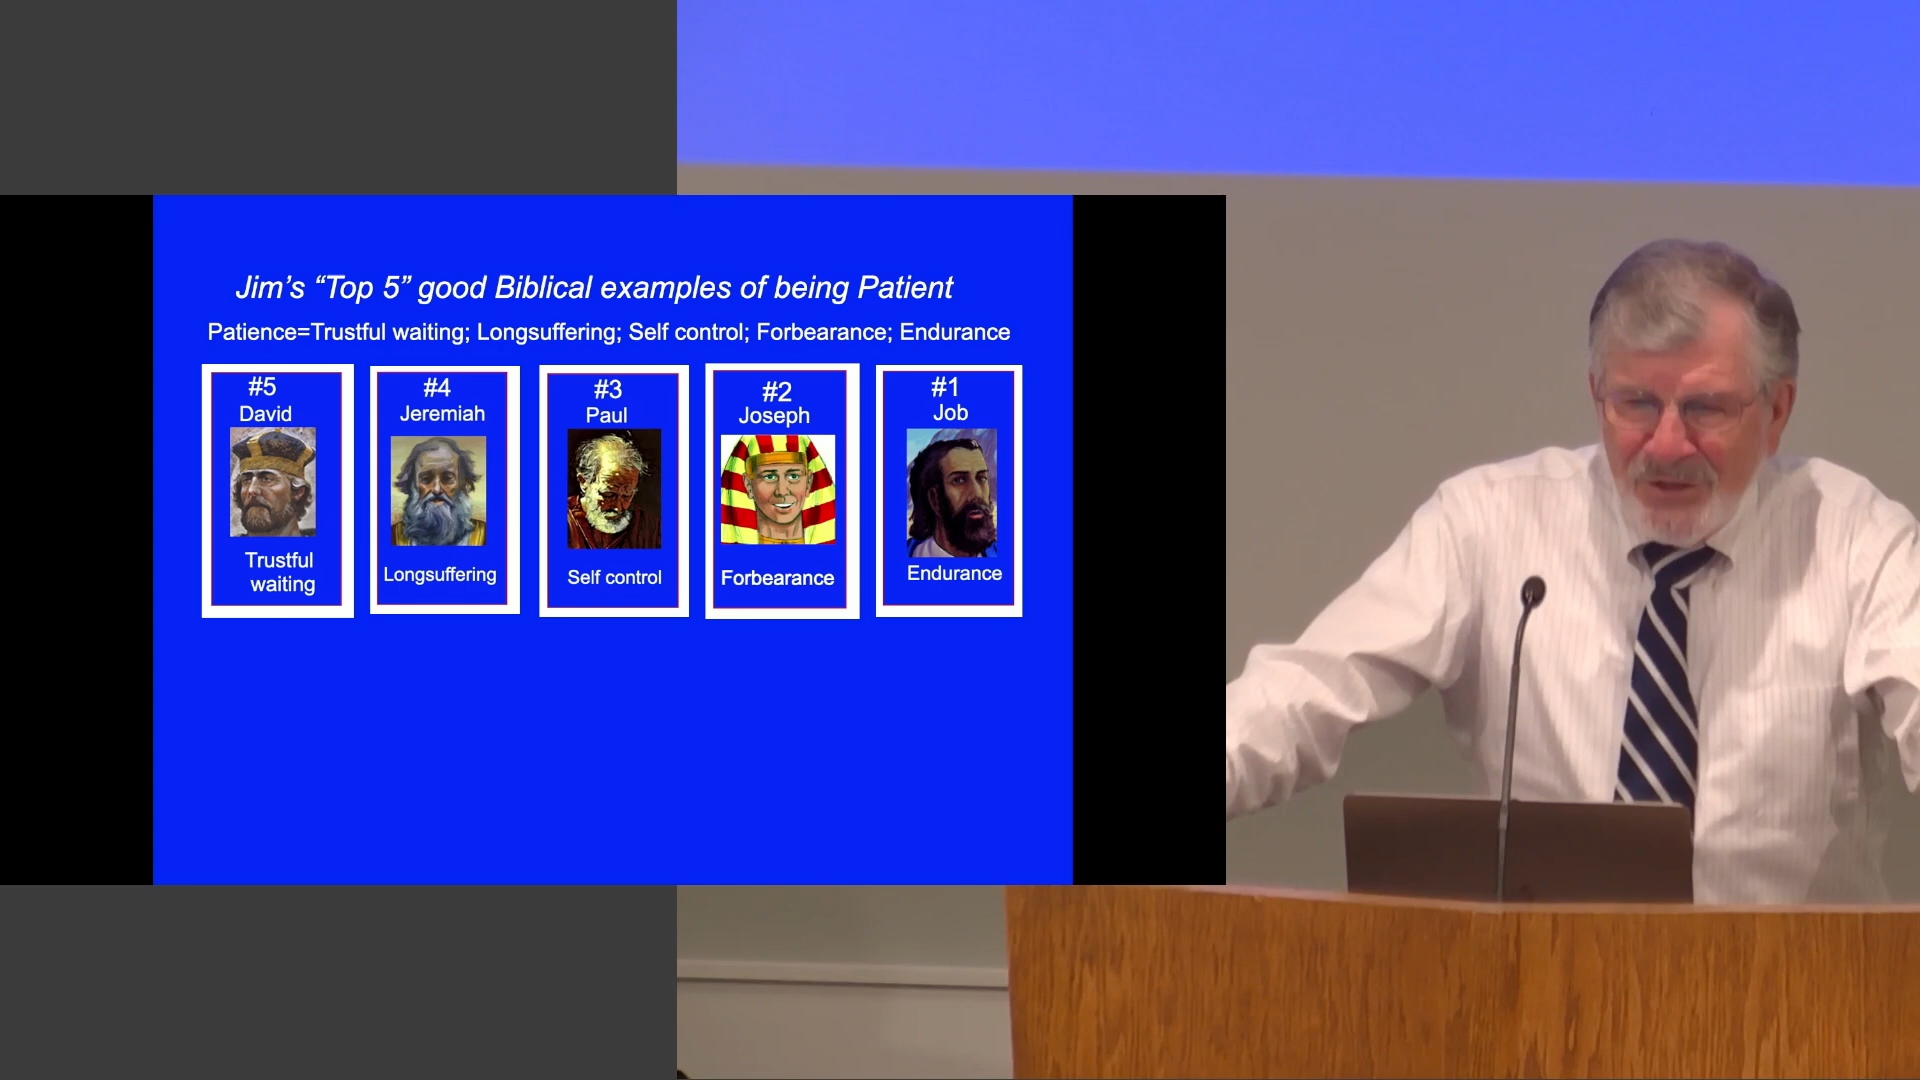 Jim’s “Top 5” good Biblical examples of being Patient
Patience=Trustful waiting; Longsuffering; Self control; Forbearance; Endurance
#5
David
Trustful
waiting
#4
Jeremiah
Longsuffering
#3
Paul
Self control
#2
Joseph
Forbearance
#1
Job
Endurance